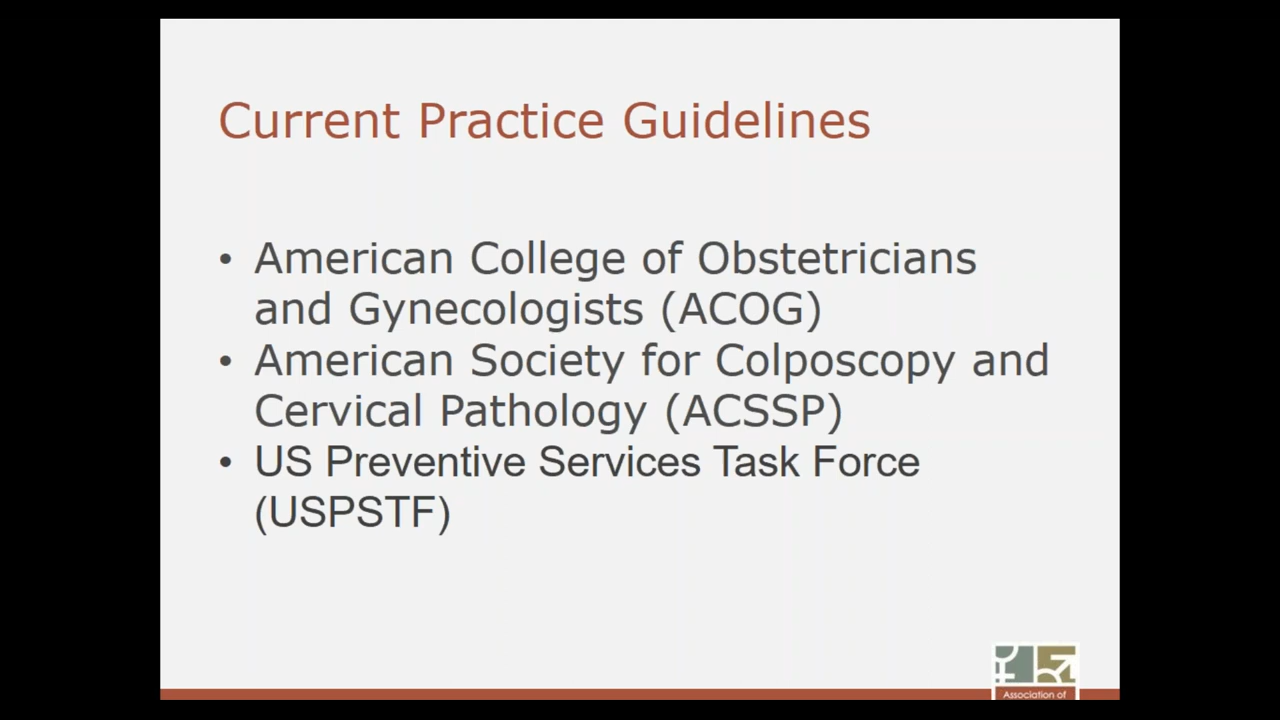 Current Practice Guidelines
• American College of Obstetricians
and Gynecologists (ACOG)
• American Society for Colposcopy and
Cervical Pathology (ACSSP)
• US Preventive Services Task Force
(USPSTF)
Association of